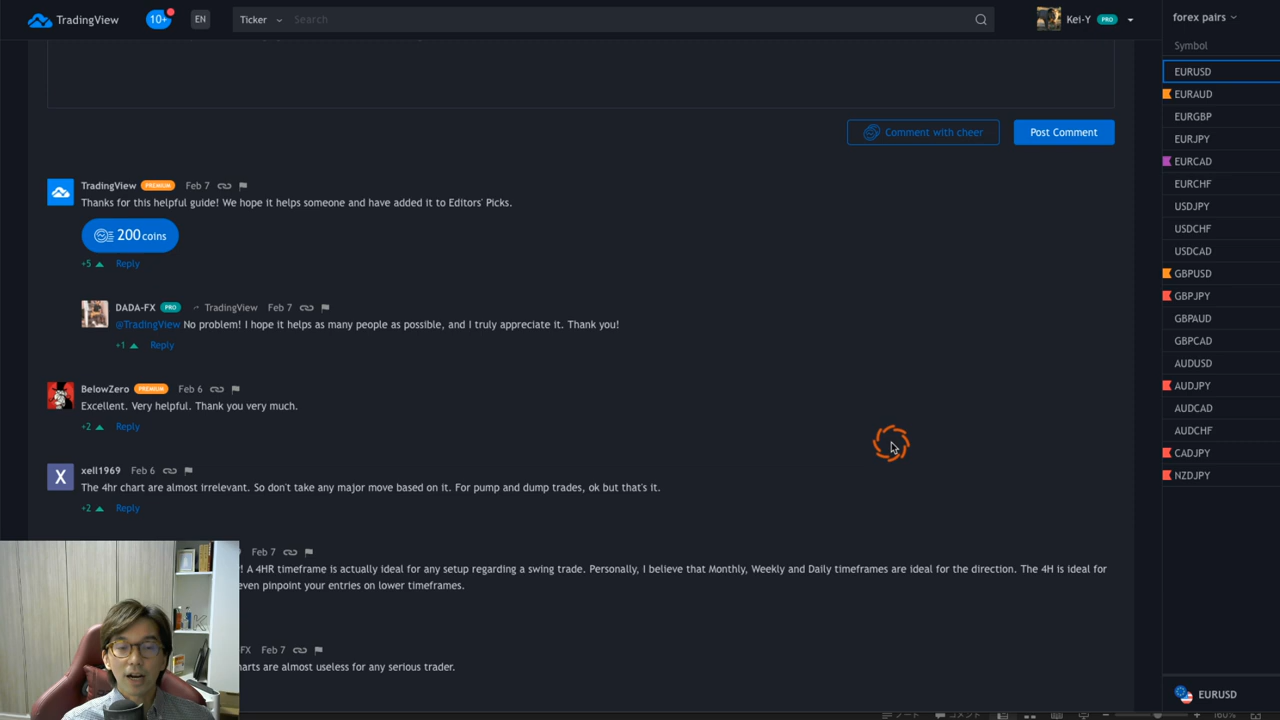 TradingView
10+
EN
Ticker
Search
Kei-Y PRO
Comment with cheer
Post Comment
TradingView PREMIUM Feb 7
Thanks for this helpful guide! We hope it helps someone and have added it to Editors' Picks.
200 coins
+5 Reply
DADA-FX PRO TradingView Feb 7
@TradingView No problem! I hope it helps as many people as possible, and I truly appreciate it. Thank you!
+1 Reply
BelowZero PREMIUM Feb 6
Excellent. Very helpful. Thank you very much.
+2 Reply
X
xell1969 Feb 6
The 4hr chart are almost irrelevant. So don't take any major move based on it. For pump and dump trades, ok but that's it.
+2 Reply
Feb 7
! A 4HR timeframe is actually ideal for any setup regarding a swing trade. Personally, I believe that Monthly, Weekly and Daily timeframes are ideal for the direction. The 4H is ideal for
even pinpoint your entries on lower timeframes.
FX Feb 7
arts are almost useless for any serious trader.
forex pairs
Symbol
EURUSD
EURAUD
EURGBP
EURJPY
EURCAD
EURCHF
USDJPY
USDCHF
USDCAD
GBPUSD
GBPJPY
GBPAUD
GBPCAD
AUDUSD
AUDJPY
AUDCAD
AUDCHF
CADJPY
NZDJPY
EURUSD
ノート
コメント
160%